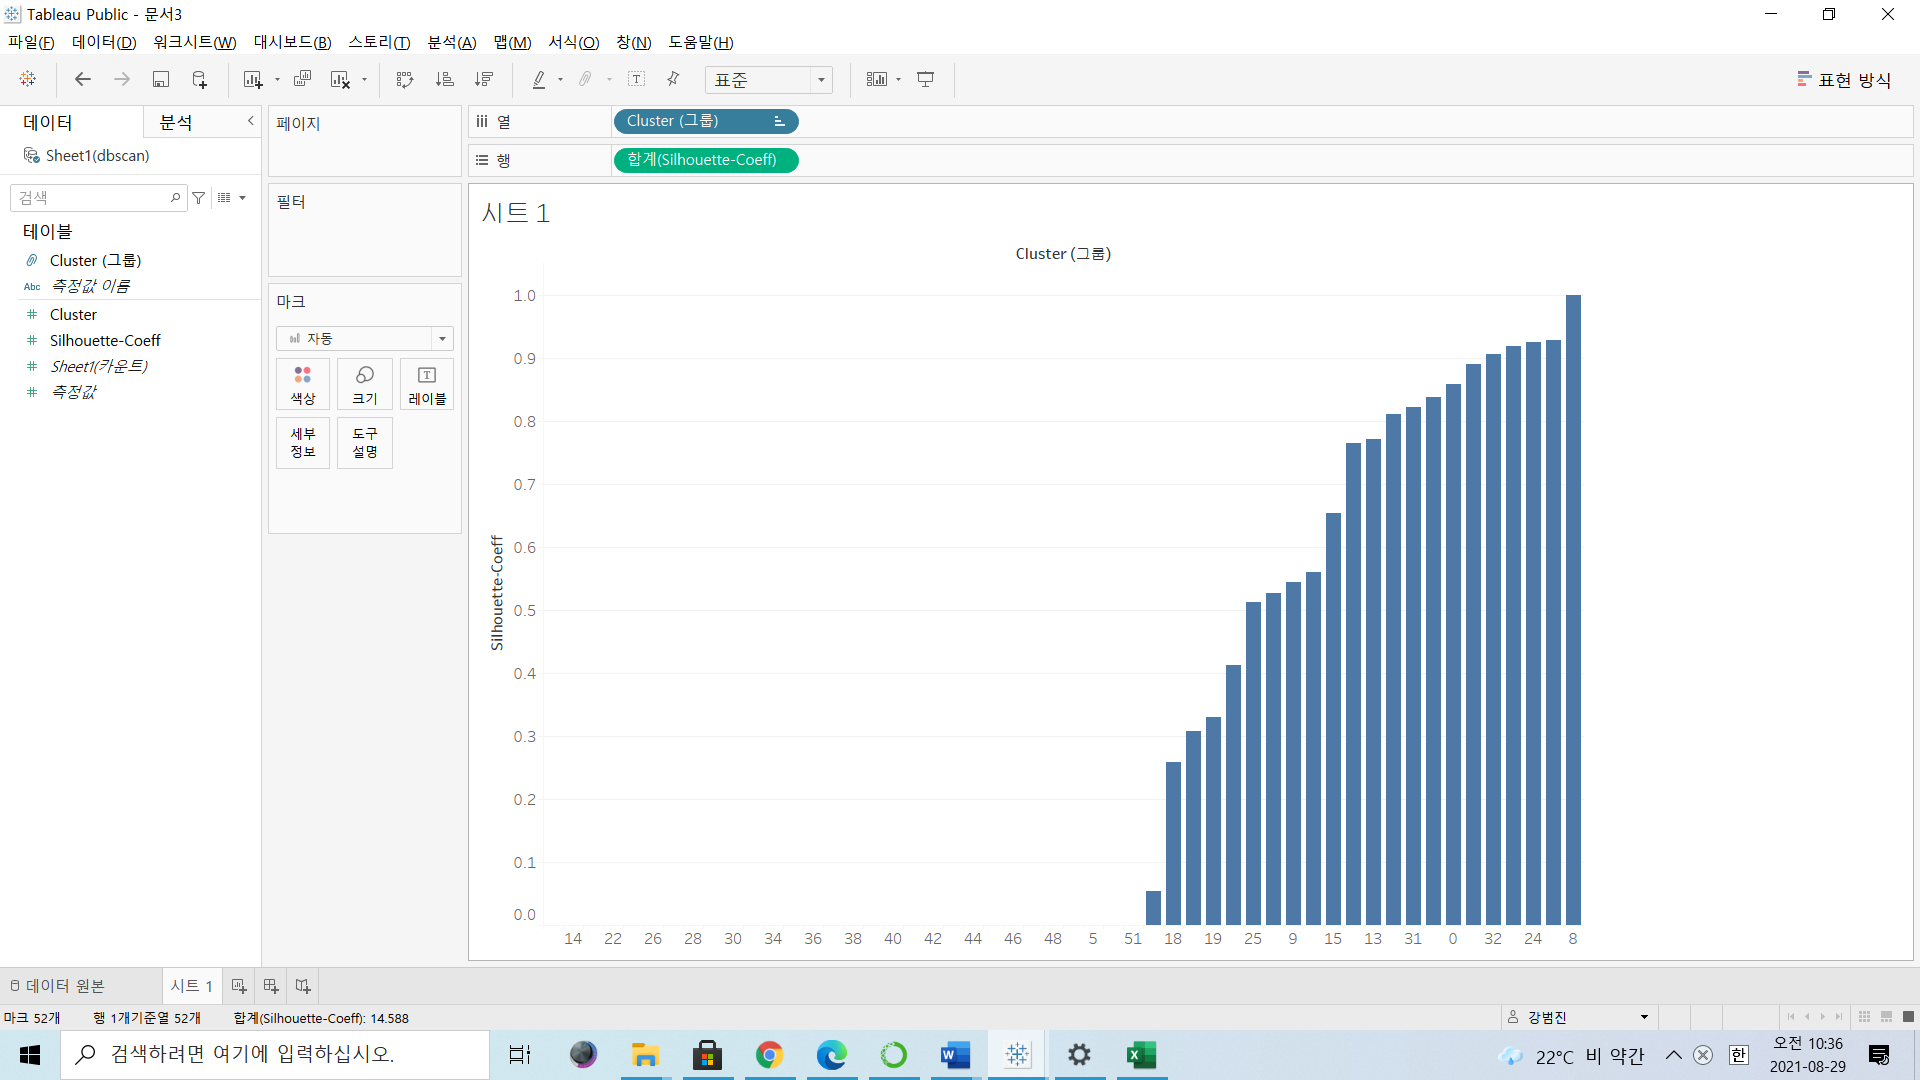 Tableau Public - 문서3
파일(F) 데이터(D) 워크시트(W) 대시보드(B) 스토리(T) 분석(A) 맵(M) 서식(O) 창(N) 도움말(H)
표준
표현 방식
데이터
분석
Sheet1(dbscan)
검색
테이블
Cluster (그룹)
Abc 측정값 이름
Cluster
Silhouette-Coeff
Sheet1(카운트)
측정값
페이지
필터
마크
자동
색상 크기 레이블
세부 정보
도구 설명
열 Cluster (그룹)
행 합계(Silhouette-Coeff)
시트 1
Cluster (그룹)
Silhouette-Coeff
1.0
0.9
0.8
0.7
0.6
0.5
0.4
0.3
0.2
0.1
0.0
14 22 26 28 30 34 36 38 40 42 44 46 48 5 51 18 19 25 9 15 13 31 0 32 24 8
데이터 원본 시트 1
마크 52개 행 1개기준열 52개 합계(Silhouette-Coeff): 14.588
강범진
검색하려면 여기에 입력하십시오.
22°C 비 약간
한
오전 10:36
2021-08-29